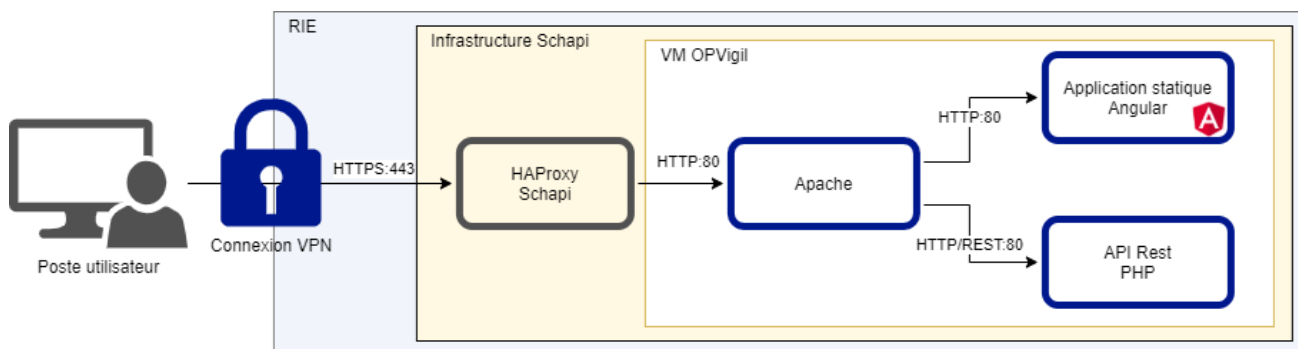 RIE
Infrastructure Schapi
VM OPVigil
Application statique
Angular
A
HTTP:80
HTTPS:443
HTTP:80
HAProxy
Schapi
Apache
Connexion VPN
HTTP/REST:80
API Rest
PHP
Poste utilisateur